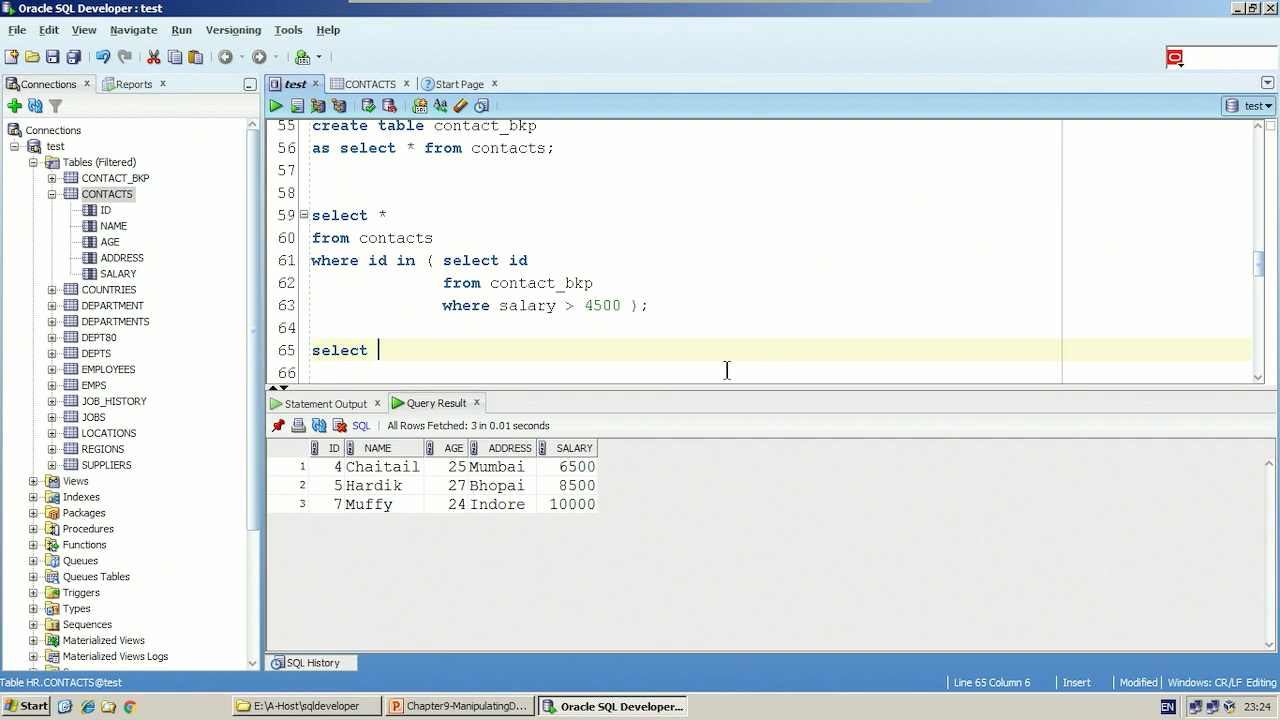 Oracle SQL Developer : test
File Edit View Navigate Run Versioning Tools Help
Connections Reports
test CONTACTS Start Page
test
Connections
test
Tables (Filtered)
CONTACT_BKP
CONTACTS
ID
NAME
AGE
ADDRESS
SALARY
COUNTRIES
DEPARTMENT
DEPARTMENTS
DEPT80
DEPTS
EMPLOYEES
EMPS
JOB_HISTORY
JOBS
LOCATIONS
REGIONS
SUPPLIERS
Views
Indexes
Packages
Procedures
Functions
Queues
Queues Tables
Triggers
Types
Sequences
Materialized Views
Materialized Views Logs
55 create table contact_bkp
56 as select * from contacts;
57
58
59 select *
60 from contacts
61 where id in ( select id
62 from contact_bkp
63 where salary > 4500 );
64
65 select
66
Statement Output Query Result
SQL All Rows Fetched: 3 in 0.01 seconds
ID NAME AGE ADDRESS SALARY
1 4 Chaitail 25 Mumbai 6500
2 5 Hardik 27 Bhopai 8500
3 7 Muffy 24 Indore 10000
SQL History
Table HR.CONTACTS@test Line 65 Column 6 Insert Modified Windows: CR/LF Editing
Start E:\A-Host\sqldeveloper Chapter9-ManipulatingD... Oracle SQL Developer... EN 23:24